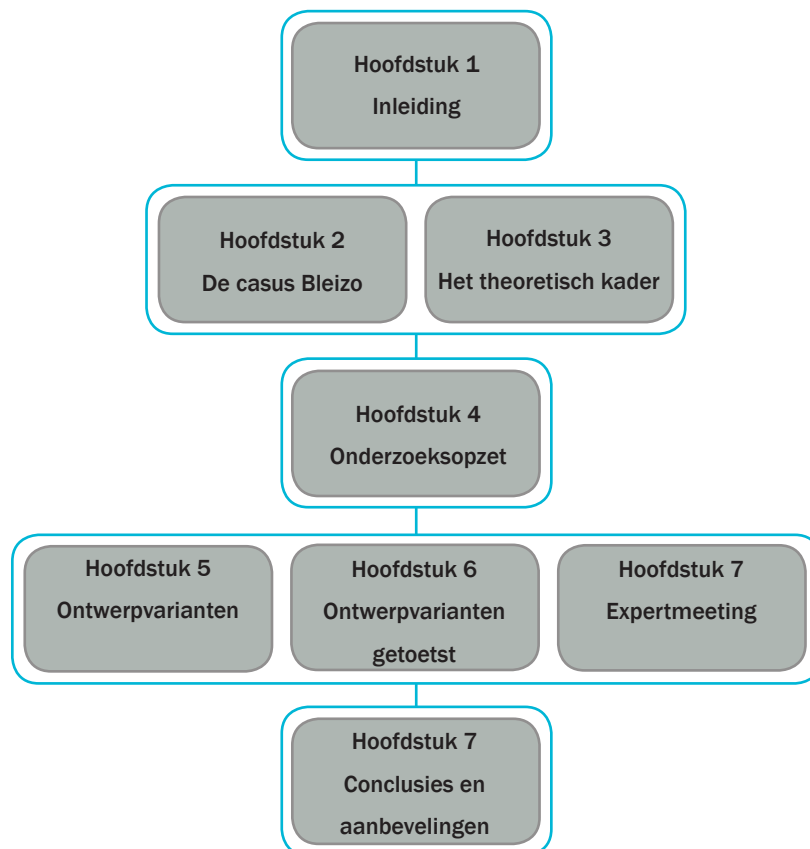 Hoofdstuk 1
Inleiding
Hoofdstuk 2
De casus Bleizo
Hoofdstuk 3
Het theoretisch kader
Hoofdstuk 4
Onderzoeksopzet
Hoofdstuk 5
Ontwerpvarianten
Hoofdstuk 6
Ontwerpvarianten
getoetst
Hoofdstuk 7
Expertmeeting
Hoofdstuk 7
Conclusies en
aanbevelingen